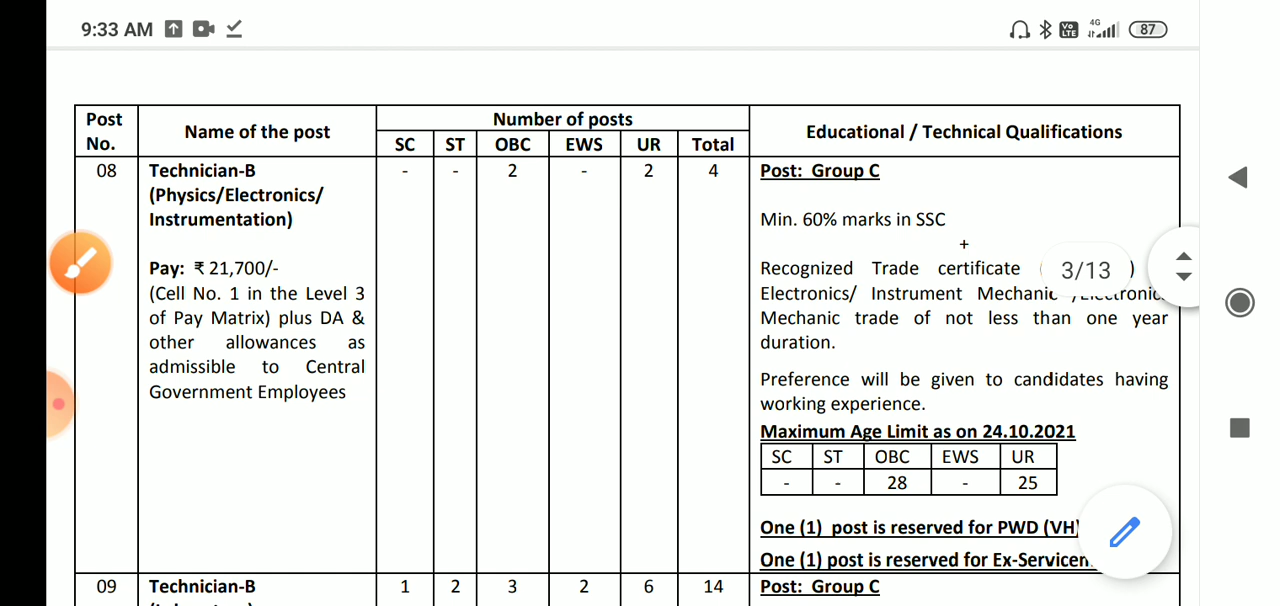 9:33 AM
Vo LTE 4G 87
Post No. Name of the post Number of posts Educational / Technical Qualifications
SC ST OBC EWS UR Total
08 Technician-B - - 2 - 2 4 Post: Group C
(Physics/Electronics/
Instrumentation) Min. 60% marks in SSC
+
Pay: ₹ 21,700/- Recognized Trade certificate ( 3/13 )
(Cell No. 1 in the Level 3 Electronics/ Instrument Mechanic
of Pay Matrix) plus DA & Mechanic trade of not less than one year
other allowances as duration.
admissible to Central
Government Employees
Preference will be given to candidates having
working experience.
Maximum Age Limit as on 24.10.2021
SC ST OBC EWS UR
- - 28 - 25
One (1) post is reserved for PWD (VH)
One (1) post is reserved for
09 Technician-B 1 2 3 2 6 14 Post: Group C